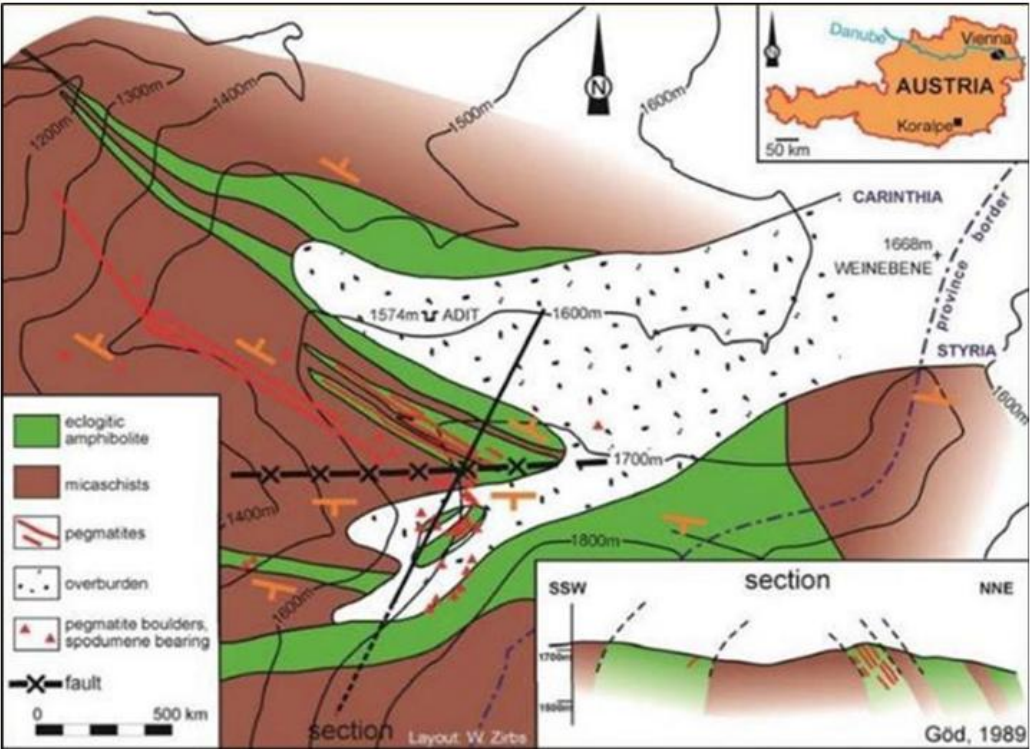 1300m
1400m
1200m
1500m
1600m
N
Danube
Vienna
AUSTRIA
Koralpe
50 km
CARINTHIA
1668m
WEINEBENE
province border
STYRIA
1574m
ADIT
1600m
1600m
1700m
1400m
1800m
1600m
eclogitic
amphibolite
micaschists
pegmatites
overburden
pegmatite boulders,
spodumene bearing
fault
0 500 km
section
Layout: W. Zirbs
section
SSW
NNE
1700m
1500m
Göd, 1989